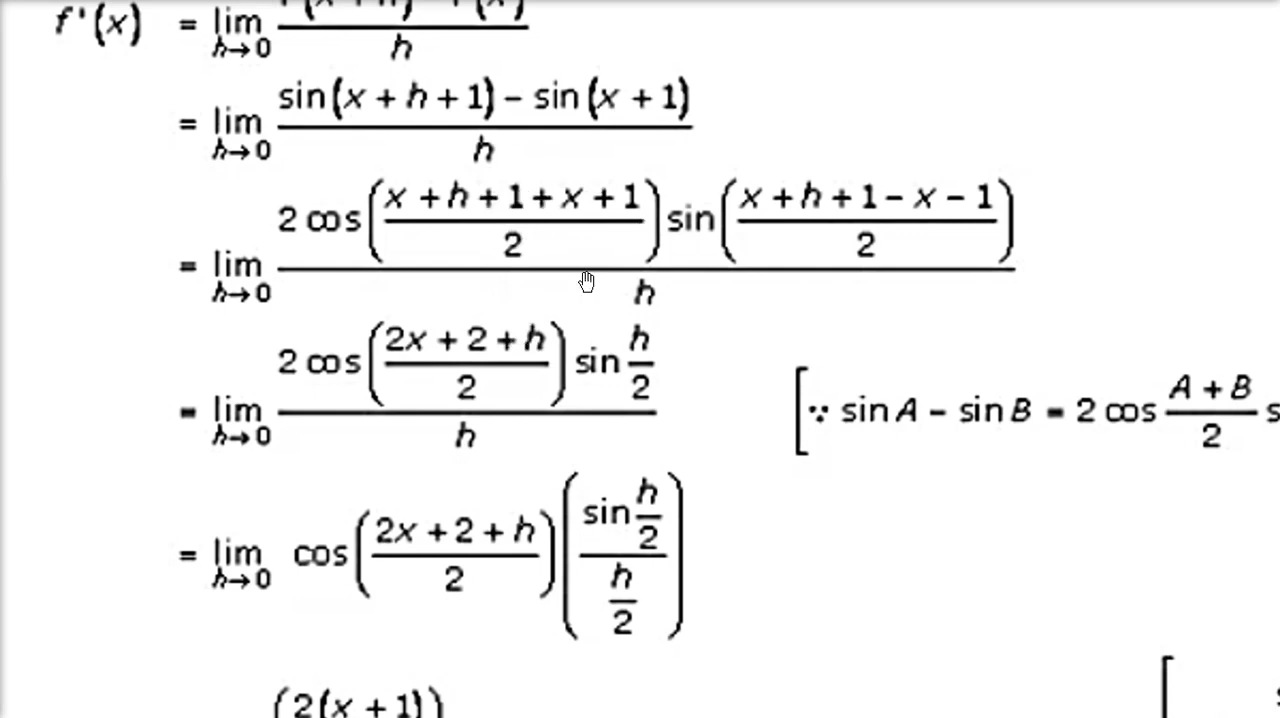 f'(x) = lim h→0 f(x + h) - f(x) / h
= lim h→0 sin(x + h + 1) - sin(x + 1) / h
= lim h→0 2 cos((x + h + 1 + x + 1)/2) sin((x + h + 1 - x - 1)/2) / h
= lim h→0 2 cos((2x + 2 + h)/2) sin h/2 / h
[∵ sin A - sin B = 2 cos (A + B)/2 s
= lim h→0 cos((2x + 2 + h)/2) (sin h/2 / h/2)
(2(x + 1))
[